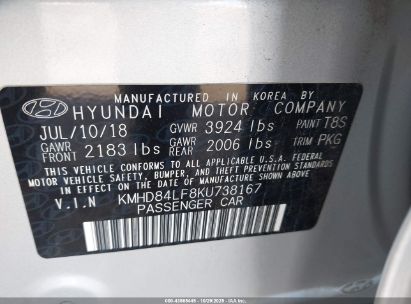 MANUFACTURED IN KOREA BY
HYUNDAI MOTOR COMPANY
JUL/10/18 GVWR 3924 lbs PAINT T8S
GAWR FRONT 2183 lbs GAWR REAR 2006 lbs TRIM PKG
THIS VEHICLE CONFORMS TO ALL APPLICABLE U.S.A. FEDERAL
MOTOR VEHICLE SAFETY, BUMPER, AND THEFT PREVENTION STANDARDS
IN EFFECT ON THE DATE OF MANUFACTURE SHOWN ABOVE.
V.I.N KMHD84LF8KU738167
PASSENGER CAR